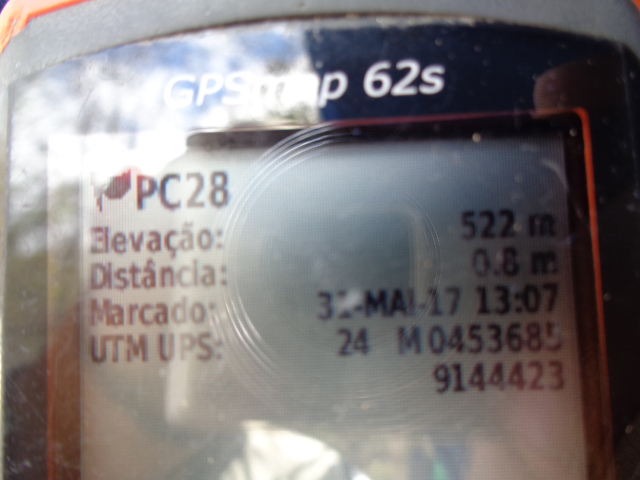 GPSmap 62s
PC28
Elevação: 522 m
Distância: 0.8 m
Marcado: 31-MAI-17 13:07
UTM UPS: 24 M 0453685
9144423